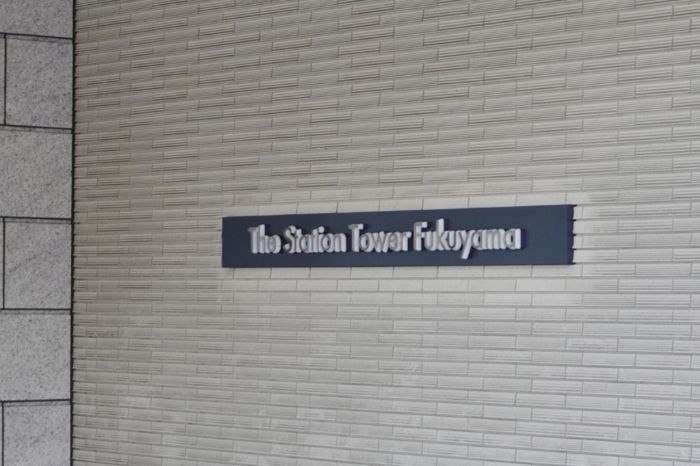 The Station Tower Fukuyama